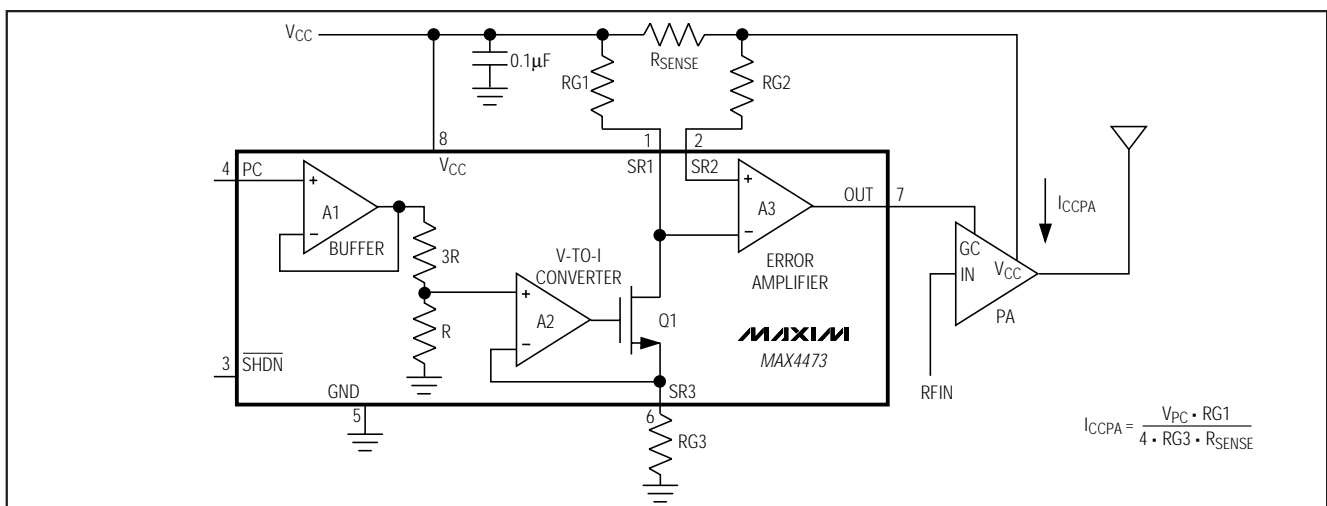 VCC
0.1µF
RG1
RSENSE
RG2
8
1
2
4
PC
VCC
SR1
SR2
+
A1
−
BUFFER
3R
R
V-TO-I
CONVERTER
+
A2
−
Q1
+
A3
−
ERROR
AMPLIFIER
OUT
7
MAXIM
MAX4473
3
SHDN
GND
5
SR3
6
RG3
ICCPA
GC
IN
VCC
PA
RFIN
ICCPA = VPC • RG1
4 • RG3 • RSENSE